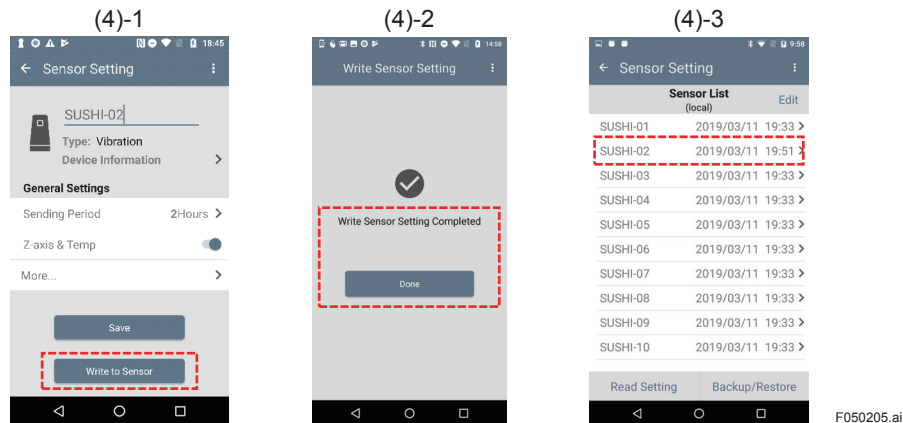 (4)-1
18:45
Sensor Setting
SUSHI-02
Type: Vibration
Device Information
General Settings
Sending Period 2Hours
Z-axis & Temp
More...
Save
Write to Sensor
(4)-2
14:58
Write Sensor Setting
Write Sensor Setting Completed
Done
(4)-3
9:58
Sensor Setting
Sensor List
(local)
Edit
SUSHI-01 2019/03/11 19:33
SUSHI-02 2019/03/11 19:51
SUSHI-03 2019/03/11 19:33
SUSHI-04 2019/03/11 19:33
SUSHI-05 2019/03/11 19:33
SUSHI-06 2019/03/11 19:33
SUSHI-07 2019/03/11 19:33
SUSHI-08 2019/03/11 19:33
SUSHI-09 2019/03/11 19:33
SUSHI-10 2019/03/11 19:33
Read Setting Backup/Restore
F050205.ai